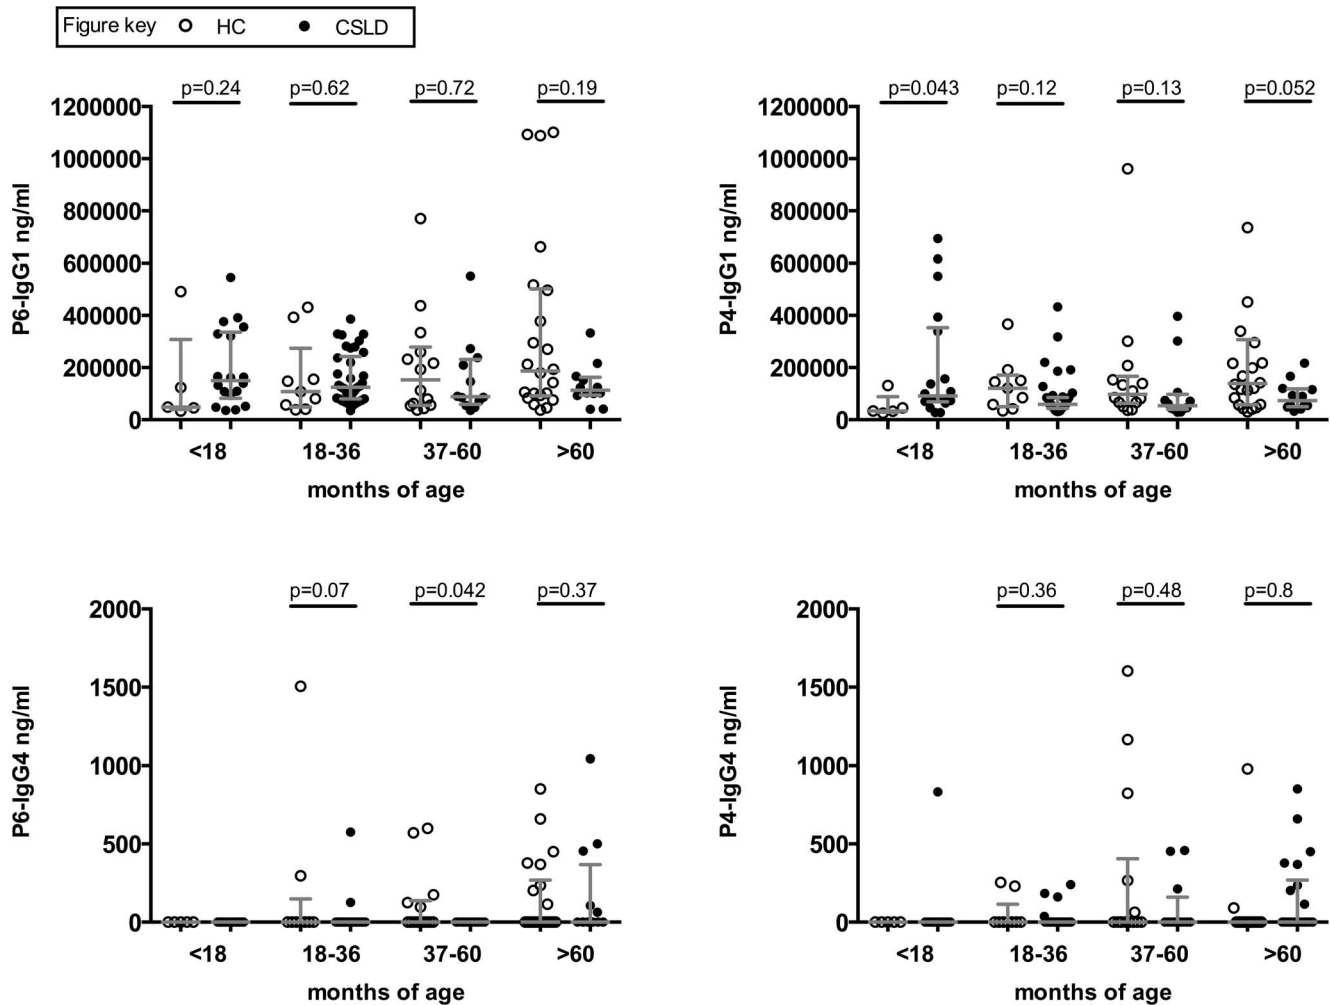 Figure key HC CSLD
p=0.24 p=0.62 p=0.72 p=0.19
P6-IgG1 ng/ml
1200000
1000000
800000
600000
400000
200000
0
<18 18-36 37-60 >60
months of age
p=0.043 p=0.12 p=0.13 p=0.052
P4-IgG1 ng/ml
1200000
1000000
800000
600000
400000
200000
0
<18 18-36 37-60 >60
months of age
p=0.07 p=0.042 p=0.37
P6-IgG4 ng/ml
2000
1500
1000
500
0
<18 18-36 37-60 >60
months of age
p=0.36 p=0.48 p=0.8
P4-IgG4 ng/ml
2000
1500
1000
500
0
<18 18-36 37-60 >60
months of age